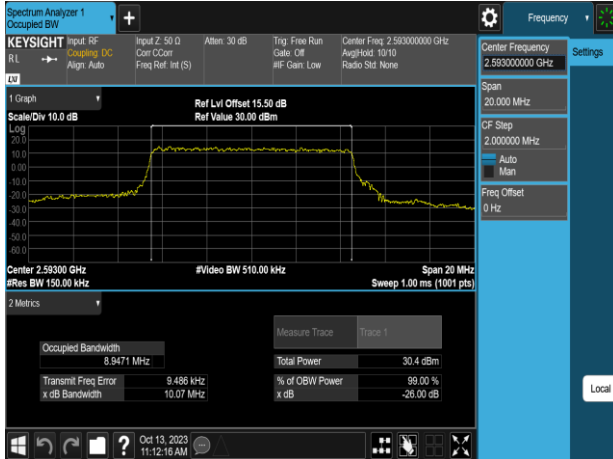 Spectrum Analyzer 1
Occupied BW
+
Frequency
KEYSIGHT
RL
LXI
Input: RF
Coupling: DC
Align: Auto
Input Z: 50 Ω
Corr CCorr
Freq Ref: Int (S)
Atten: 30 dB
Trig: Free Run
Gate: Off
#IF Gain: Low
Center Freq: 2.593000000 GHz
Avg|Hold: 10/10
Radio Std: None
1 Graph
Scale/Div 10.0 dB
Ref Lvl Offset 15.50 dB
Ref Value 30.00 dBm
Log
20.0
10.0
0.00
-10.0
-20.0
-30.0
-40.0
-50.0
-60.0
Center 2.59300 GHz
#Res BW 150.00 kHz
#Video BW 510.00 kHz
Span 20 MHz
Sweep 1.00 ms (1001 pts)
2 Metrics
Measure Trace Trace 1
Occupied Bandwidth
8.9471 MHz
Total Power 30.4 dBm
Transmit Freq Error 9.486 kHz
% of OBW Power 99.00 %
x dB Bandwidth 10.07 MHz
x dB -26.00 dB
Center Frequency
2.593000000 GHz
Settings
Span
20.000 MHz
CF Step
2.000000 MHz
Auto
Man
Freq Offset
0 Hz
Local
?
Oct 13, 2023
11:12:16 AM